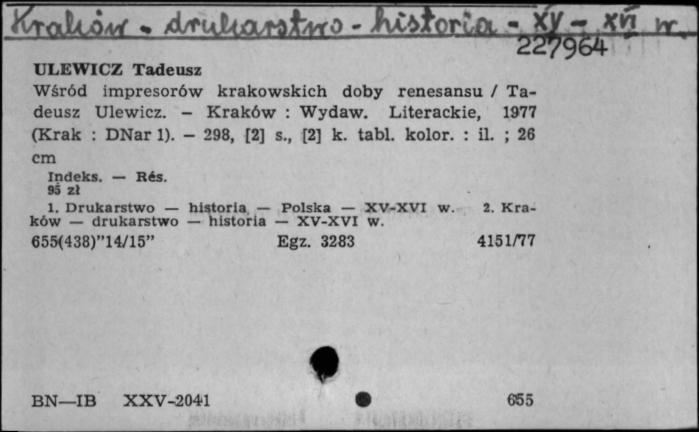 Kraków - drukarstwo - historia - XV - XVI w.
227964
ULEWICZ Tadeusz
Wśród impresorów krakowskich doby renesansu / Ta-
deusz Ulewicz. — Kraków : Wydaw. Literackie, 1977
(Krak : DNar 1). — 298, [2] s., [2] k. tabl. kolor. : il. ; 26
cm
Indeks. — Rés.
95 zł
1. Drukarstwo — historia — Polska — XV-XVI w. 2. Kra-
ków — drukarstwo — historia — XV-XVI w.
655(438)”14/15” Egz. 3283 4151/77
BN—IB XXV-2041 655